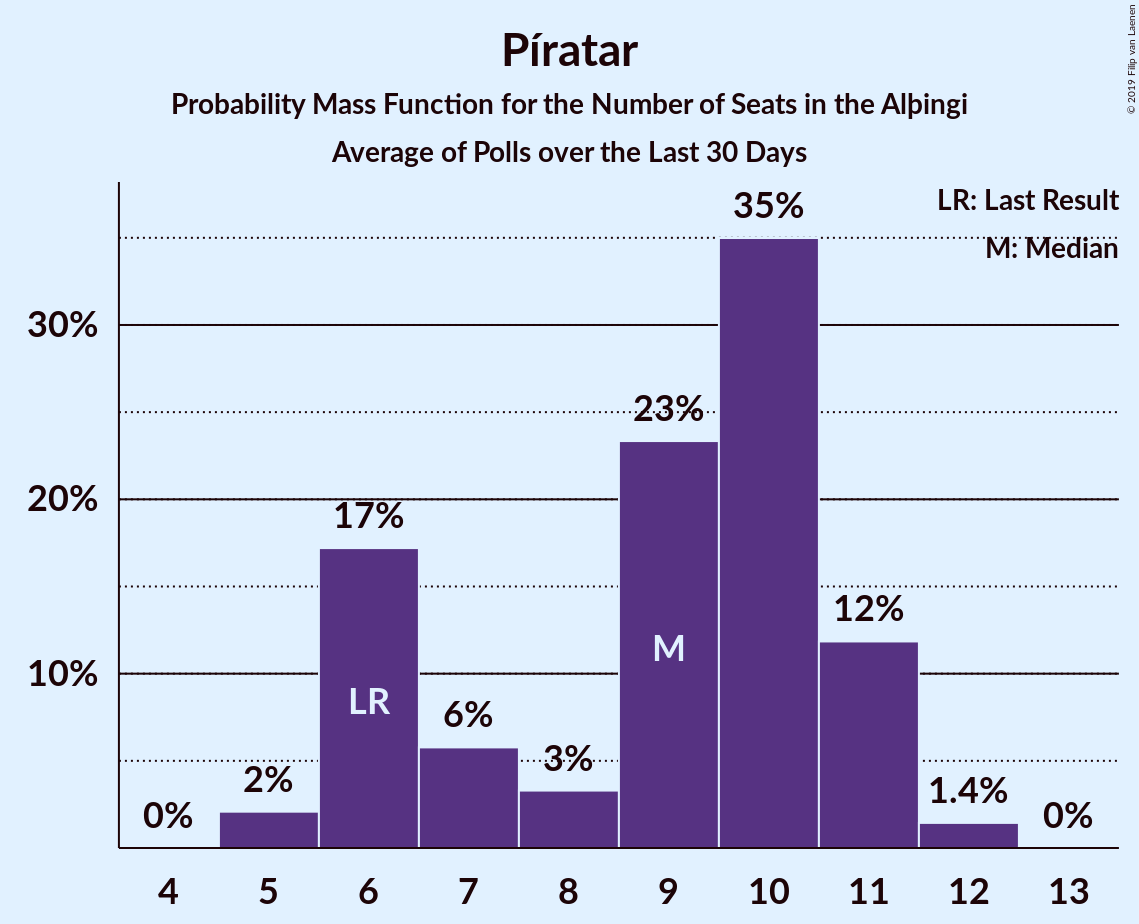 Píratar
Probability Mass Function for the Number of Seats in the Alþingi
Average of Polls over the Last 30 Days
© 2019 Filip van Laenen
LR: Last Result
M: Median
35%
30%
23%
20%
17%
12%
M
10%
LR
6%
3%
2%
1.4%
0%
0%
4 5 6 7 8 9 10 11 12 13